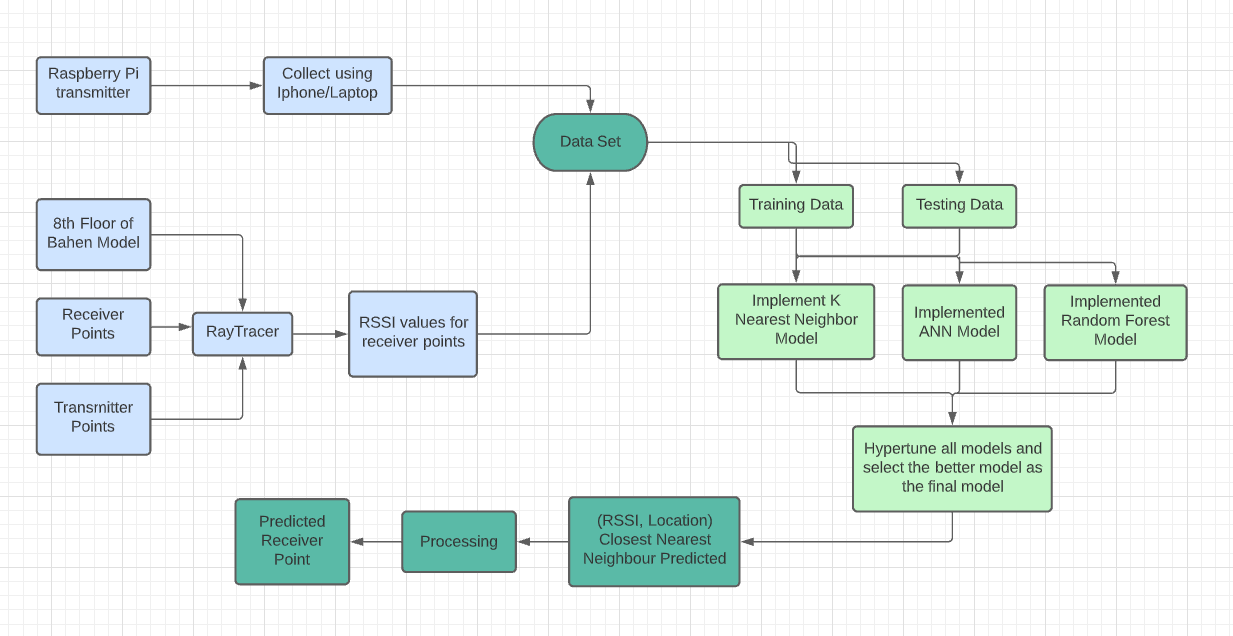 Raspberry Pi
transmitter
Collect using
Iphone/Laptop
Data Set
Training Data
Testing Data
8th Floor of
Bahen Model
Receiver
Points
Transmitter
Points
RayTracer
RSSI values for
receiver points
Implement K
Nearest Neighbor
Model
Implemented
ANN Model
Implemented
Random Forest
Model
Hypertune all models and
select the better model as
the final model
(RSSI, Location)
Closest Nearest
Neighbour Predicted
Processing
Predicted
Receiver
Point